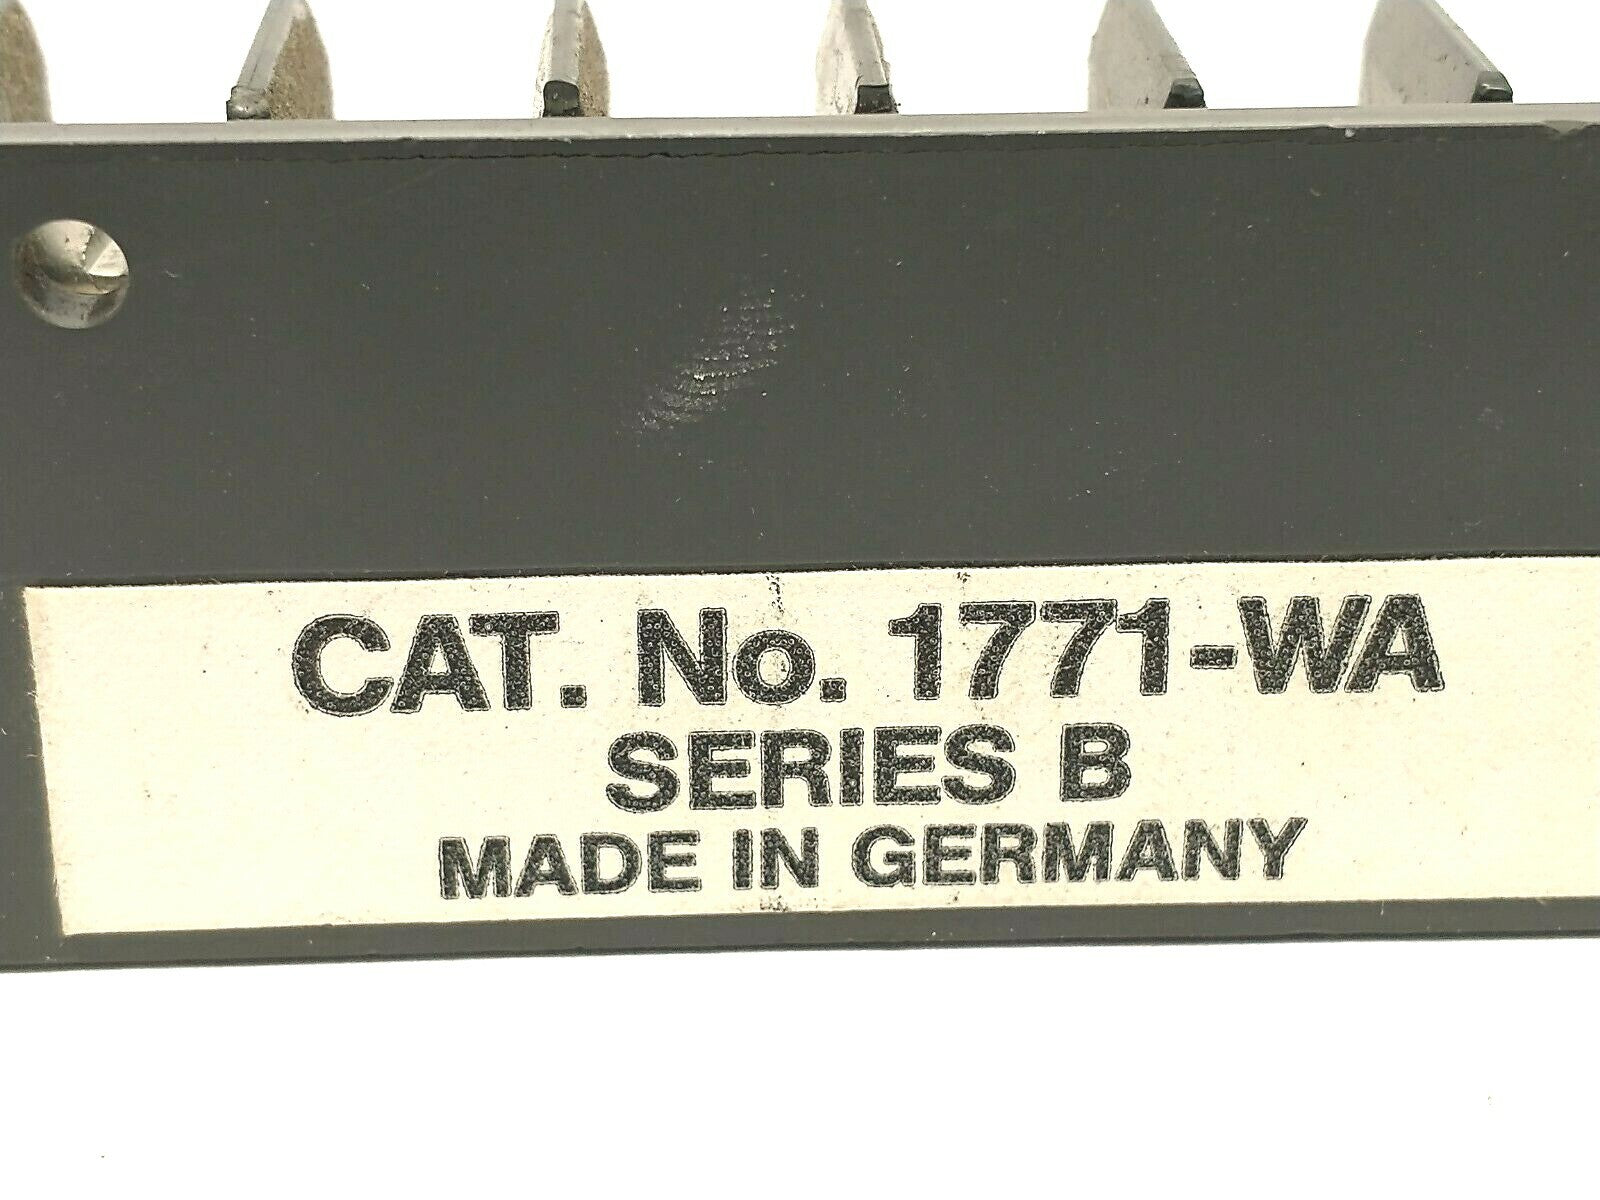 CAT. No. 1771-WA
SERIES B
MADE IN GERMANY